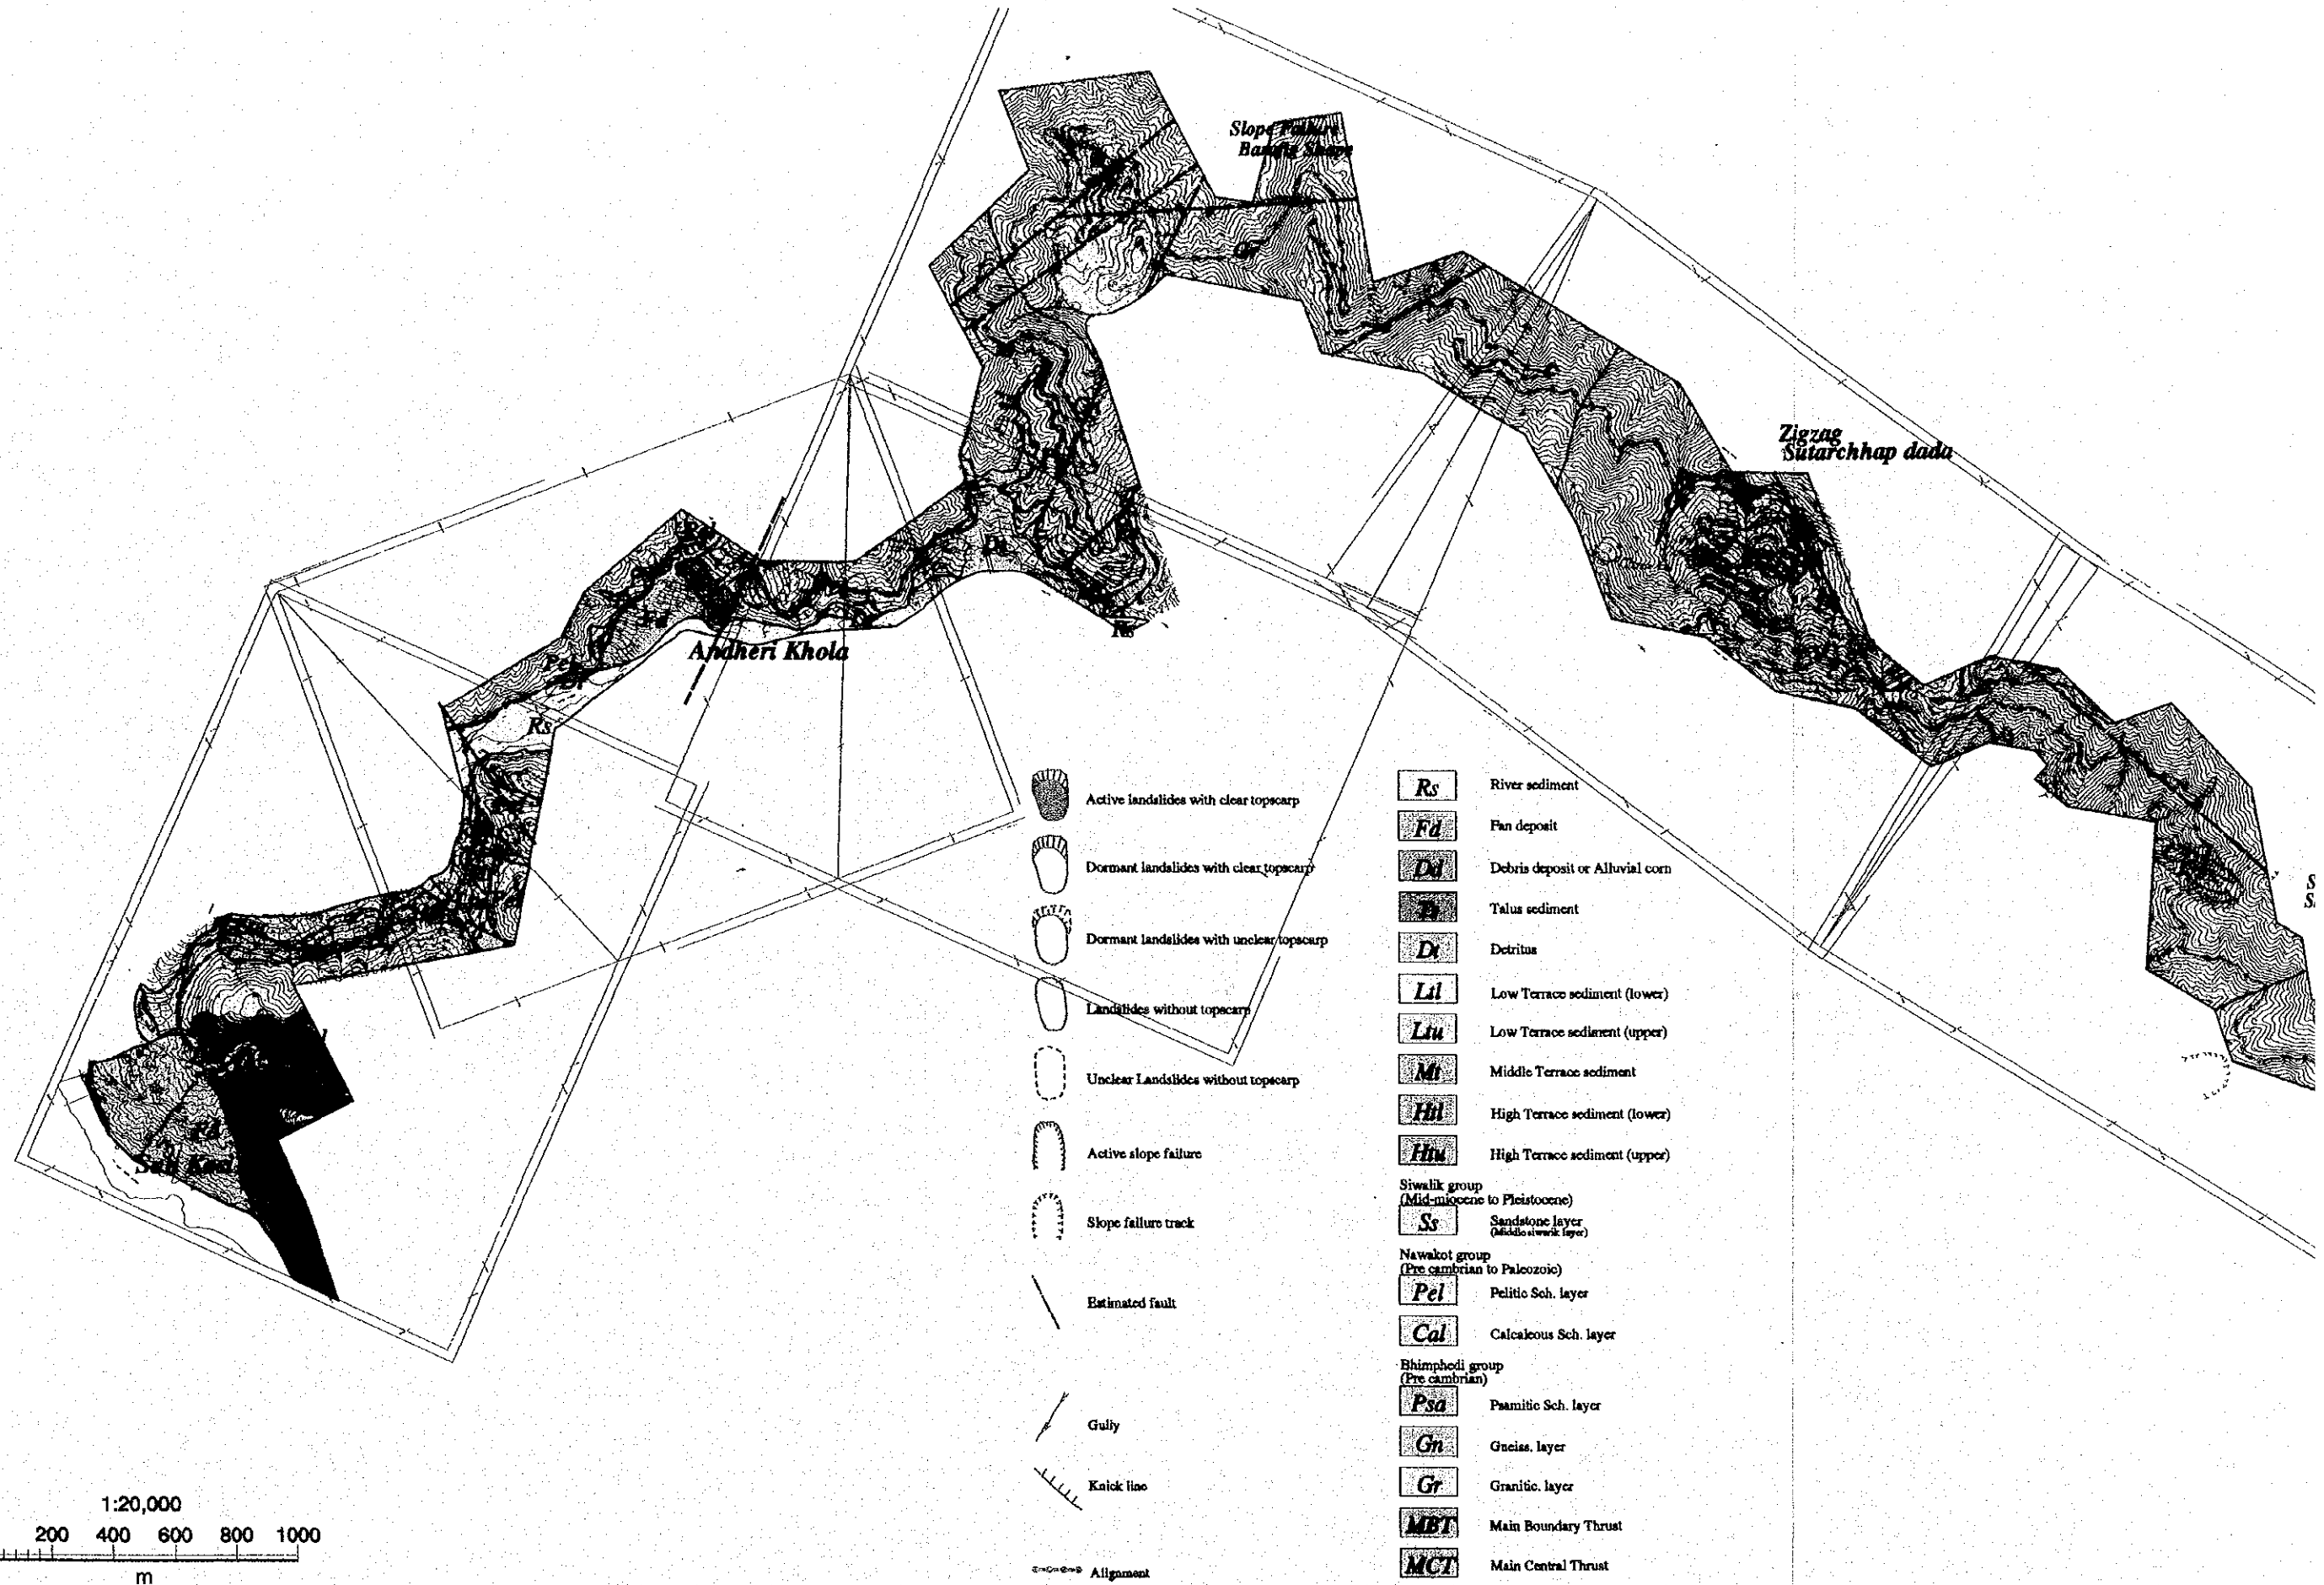 Slope Failure
Bangla Shape
Zigzag
Sutarchhap dada
Andheri Khola
Rs
Rs
Fd
Active landslides with clear topscarp
Dormant landslides with clear topscarp
Dormant landslides with unclear topscarp
Landslides without topscarp
Unclear Landslides without topscarp
Active slope failure
Slope failure track
Estimated fault
Gully
Knick line
Alignment
Rs River sediment
Fd Fan deposit
Dd Debris deposit or Alluvial corn
Talus sediment
Dt Detritus
Ltl Low Terrace sediment (lower)
Ltu Low Terrace sediment (upper)
Mt Middle Terrace sediment
Htl High Terrace sediment (lower)
Htu High Terrace sediment (upper)
Siwalik group
(Mid-miocene to Pleistocene)
Ss Sandstone layer
(Middle siwarik layer)
Nawakot group
(Pre cambrian to Paleozoic)
Pel Pelitic Sch. layer
Cal Calcaleous Sch. layer
Bhimphedi group
(Pre cambrian)
Psa Psamitic Sch. layer
Gn Gneiss. layer
Gr Granitic. layer
MBT Main Boundary Thrust
MCT Main Central Thrust
1:20,000
200 400 600 800 1000
m